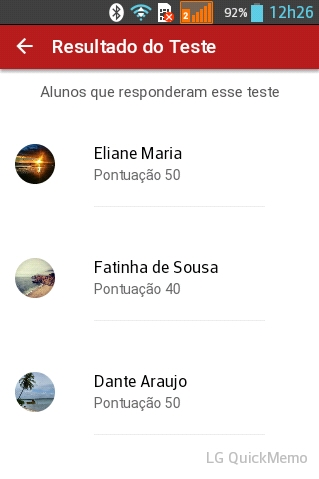 2
92%
12h26
Resultado do Teste
Alunos que responderam esse teste
Eliane Maria
Pontuação 50
Fatinha de Sousa
Pontuação 40
Dante Araujo
Pontuação 50
LG QuickMemo